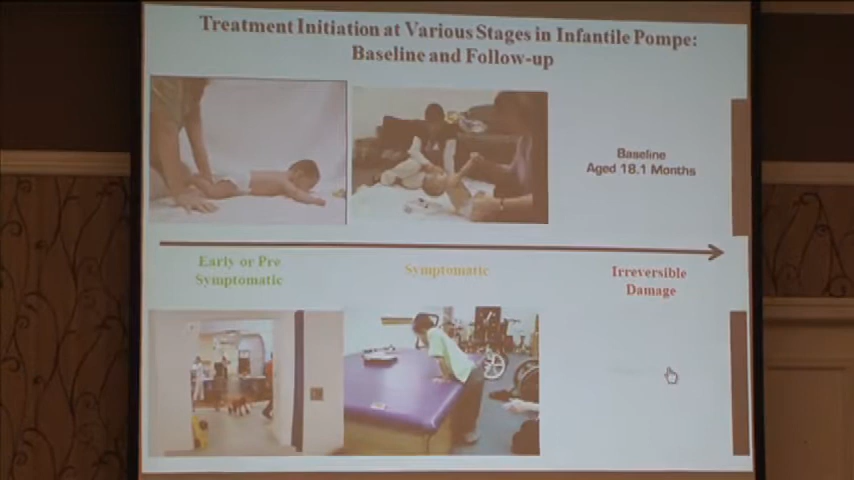 Treatment Initiation at Various Stages in Infantile Pompe:
Baseline and Follow-up
Baseline
Aged 18.1 Months
Early or Pre
Symptomatic
Symptomatic
Irreversible
Damage